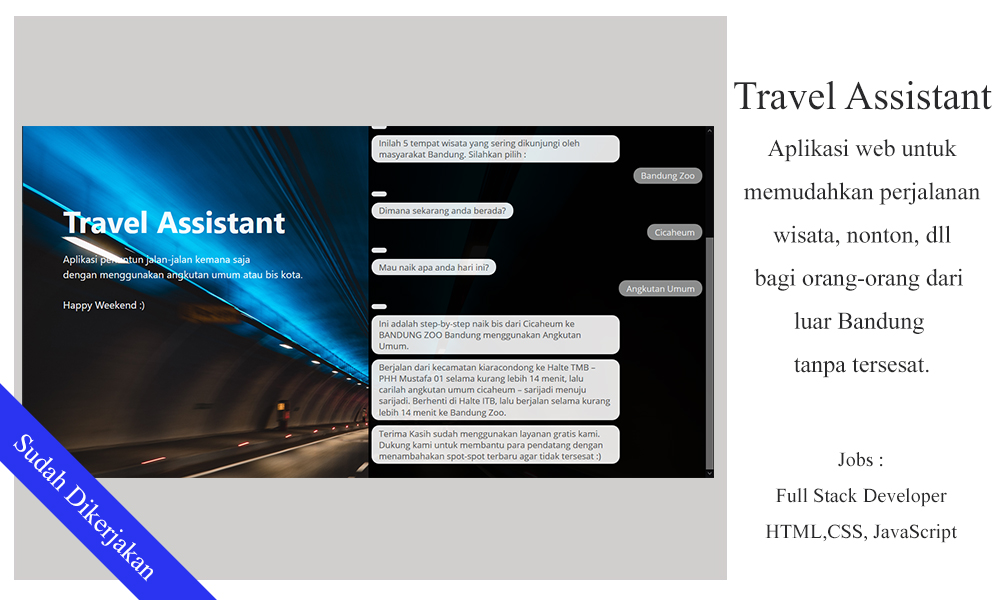 Travel Assistant
Aplikasi penuntun jalan-jalan kemana saja
dengan menggunakan angkutan umum atau bis kota.
Happy Weekend :)
Inilah 5 tempat wisata yang sering dikunjungi oleh
masyarakat Bandung. Silahkan pilih :
Bandung Zoo
Dimana sekarang anda berada?
Cicaheum
Mau naik apa anda hari ini?
Angkutan Umum
Ini adalah step-by-step naik bis dari Cicaheum ke
BANDUNG ZOO Bandung menggunakan Angkutan
Umum.
Berjalan dari kecamatan kiaracondong ke Halte TMB –
PHH Mustafa 01 selama kurang lebih 14 menit, lalu
carilah angkutan umum cicaheum – sarijadi menuju
sarijadi. Berhenti di Halte ITB, lalu berjalan selama kurang
lebih 14 menit ke Bandung Zoo.
Terima Kasih sudah menggunakan layanan gratis kami.
Dukung kami untuk membantu para pendatang dengan
menambahakan spot-spot terbaru agar tidak tersesat :)
Sudah Dikerjakan
Travel Assistant
Aplikasi web untuk
memudahkan perjalanan
wisata, nonton, dll
bagi orang-orang dari
luar Bandung
tanpa tersesat.
Jobs :
Full Stack Developer
HTML,CSS, JavaScript